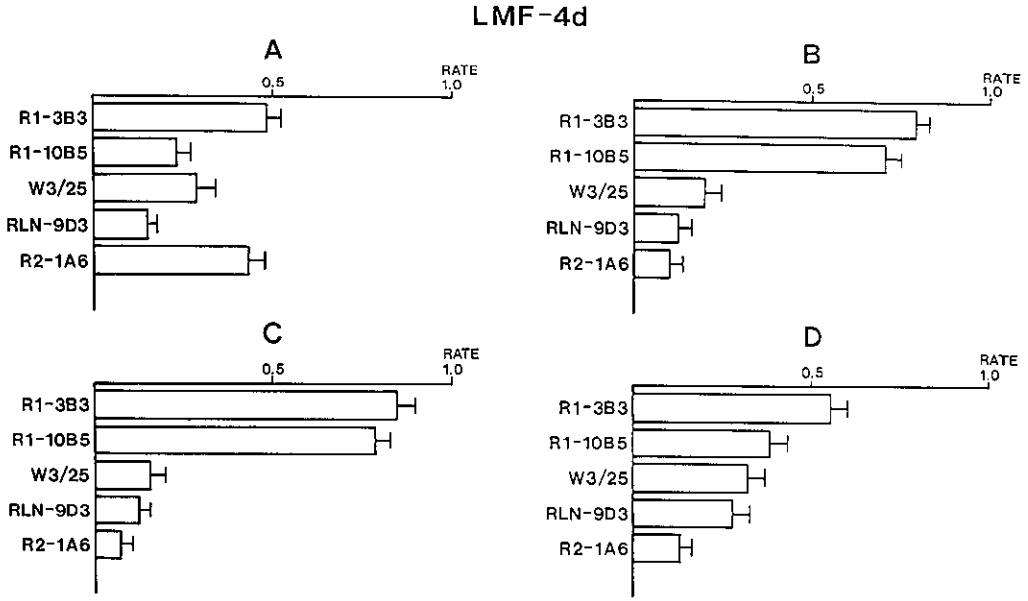 LMF-4d
A
RATE
0.5
1.0
R1-3B3
R1-10B5
W3/25
RLN-9D3
R2-1A6
B
RATE
0.5
1.0
R1-3B3
R1-10B5
W3/25
RLN-9D3
R2-1A6
C
RATE
0.5
1.0
R1-3B3
R1-10B5
W3/25
RLN-9D3
R2-1A6
D
RATE
0.5
1.0
R1-3B3
R1-10B5
W3/25
RLN-9D3
R2-1A6